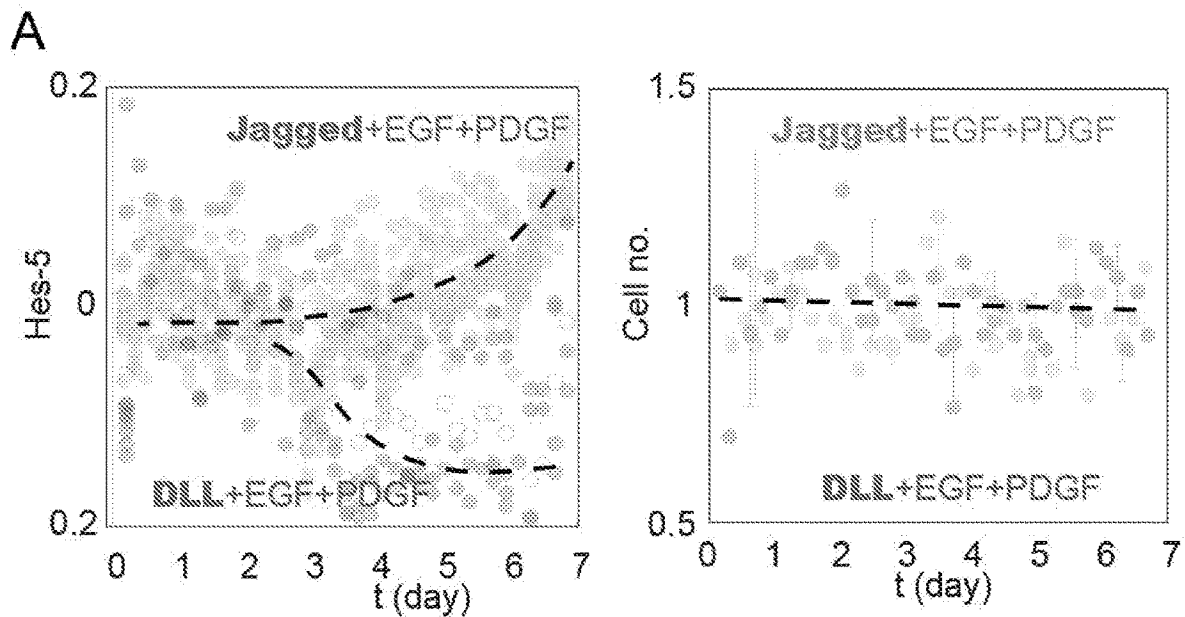 A
0.2
Jagged+EGF+PDGF
Hes-5
0
DLL+EGF+PDGF
0.2
0 1 2 3 4 5 6 7
t (day)
1.5
Jagged+EGF+PDGF
Cell no.
1
DLL+EGF+PDGF
0.5
0 1 2 3 4 5 6 7
t (day)